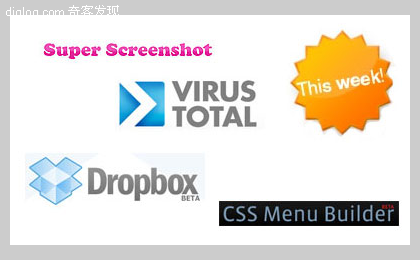 diglog.com 奇客发现
Super Screenshot
This week!
VIRUS
TOTAL
Dropbox
BETA
BETA
CSS Menu Builder